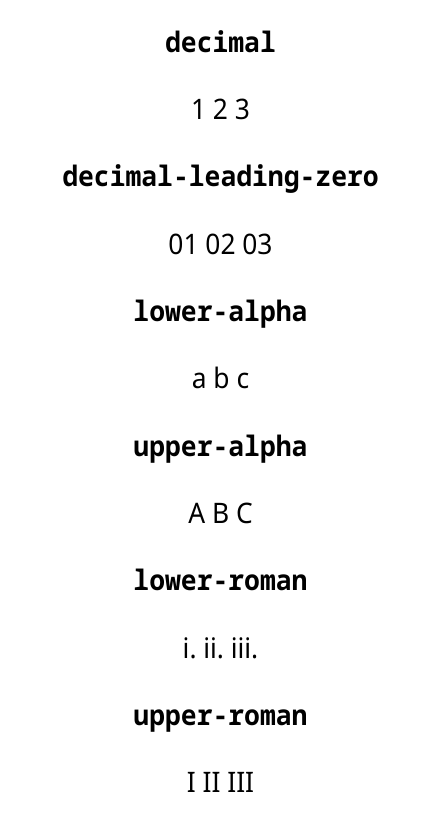 decimal
1 2 3
decimal-leading-zero
01 02 03
lower-alpha
a b c
upper-alpha
A B C
lower-roman
i. ii. iii.
upper-roman
I II III